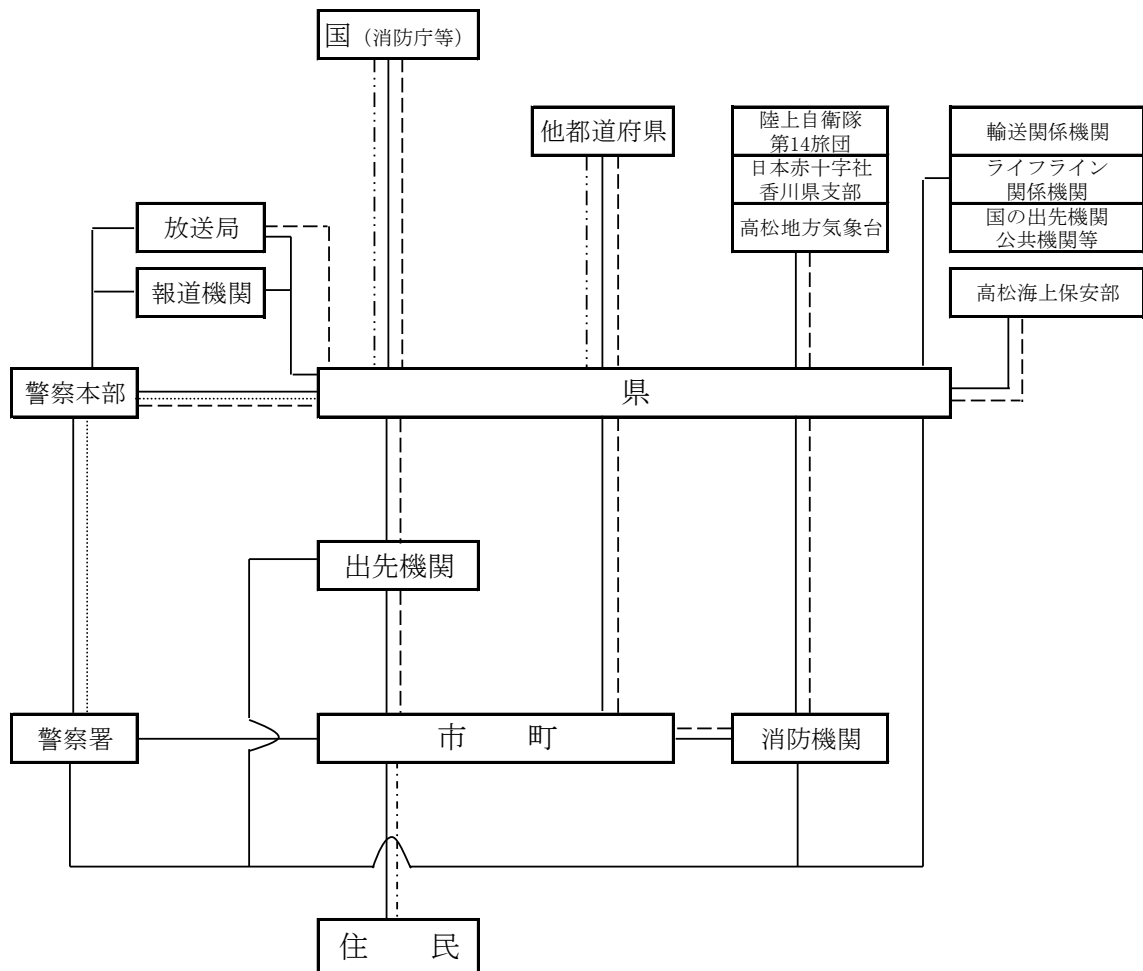 国（消防庁等）
他都道府県
陸上自衛隊
第14旅団
日本赤十字社
香川県支部
高松地方気象台
輸送関係機関
ライフライン
関係機関
国の出先機関
公共機関等
放送局
報道機関
高松海上保安部
警察本部
県
出先機関
警察署
市　町
消防機関
住　民